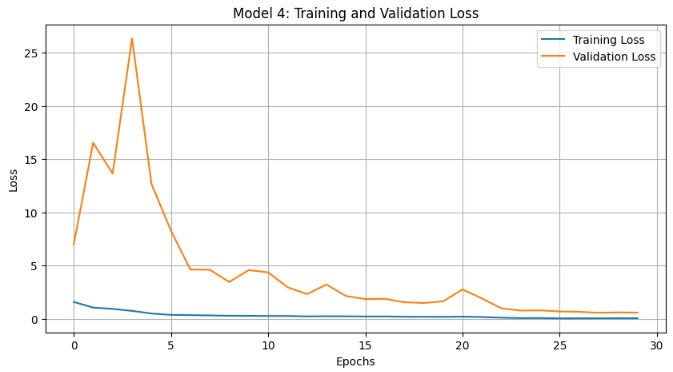 Model 4: Training and Validation Loss
Training Loss
Validation Loss
25
20
15
10
5
0
Loss
0 5 10 15 20 25 30
Epochs